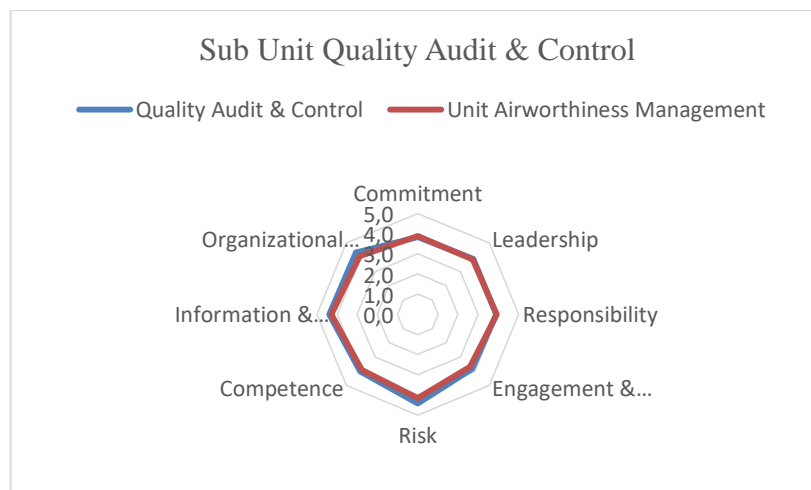 Sub Unit Quality Audit & Control
Quality Audit & Control
Unit Airworthiness Management
Commitment
5,0
4,0
3,0
2,0
1,0
0,0
Organizational...
Leadership
Information &...
Responsibility
Competence
Engagement &...
Risk